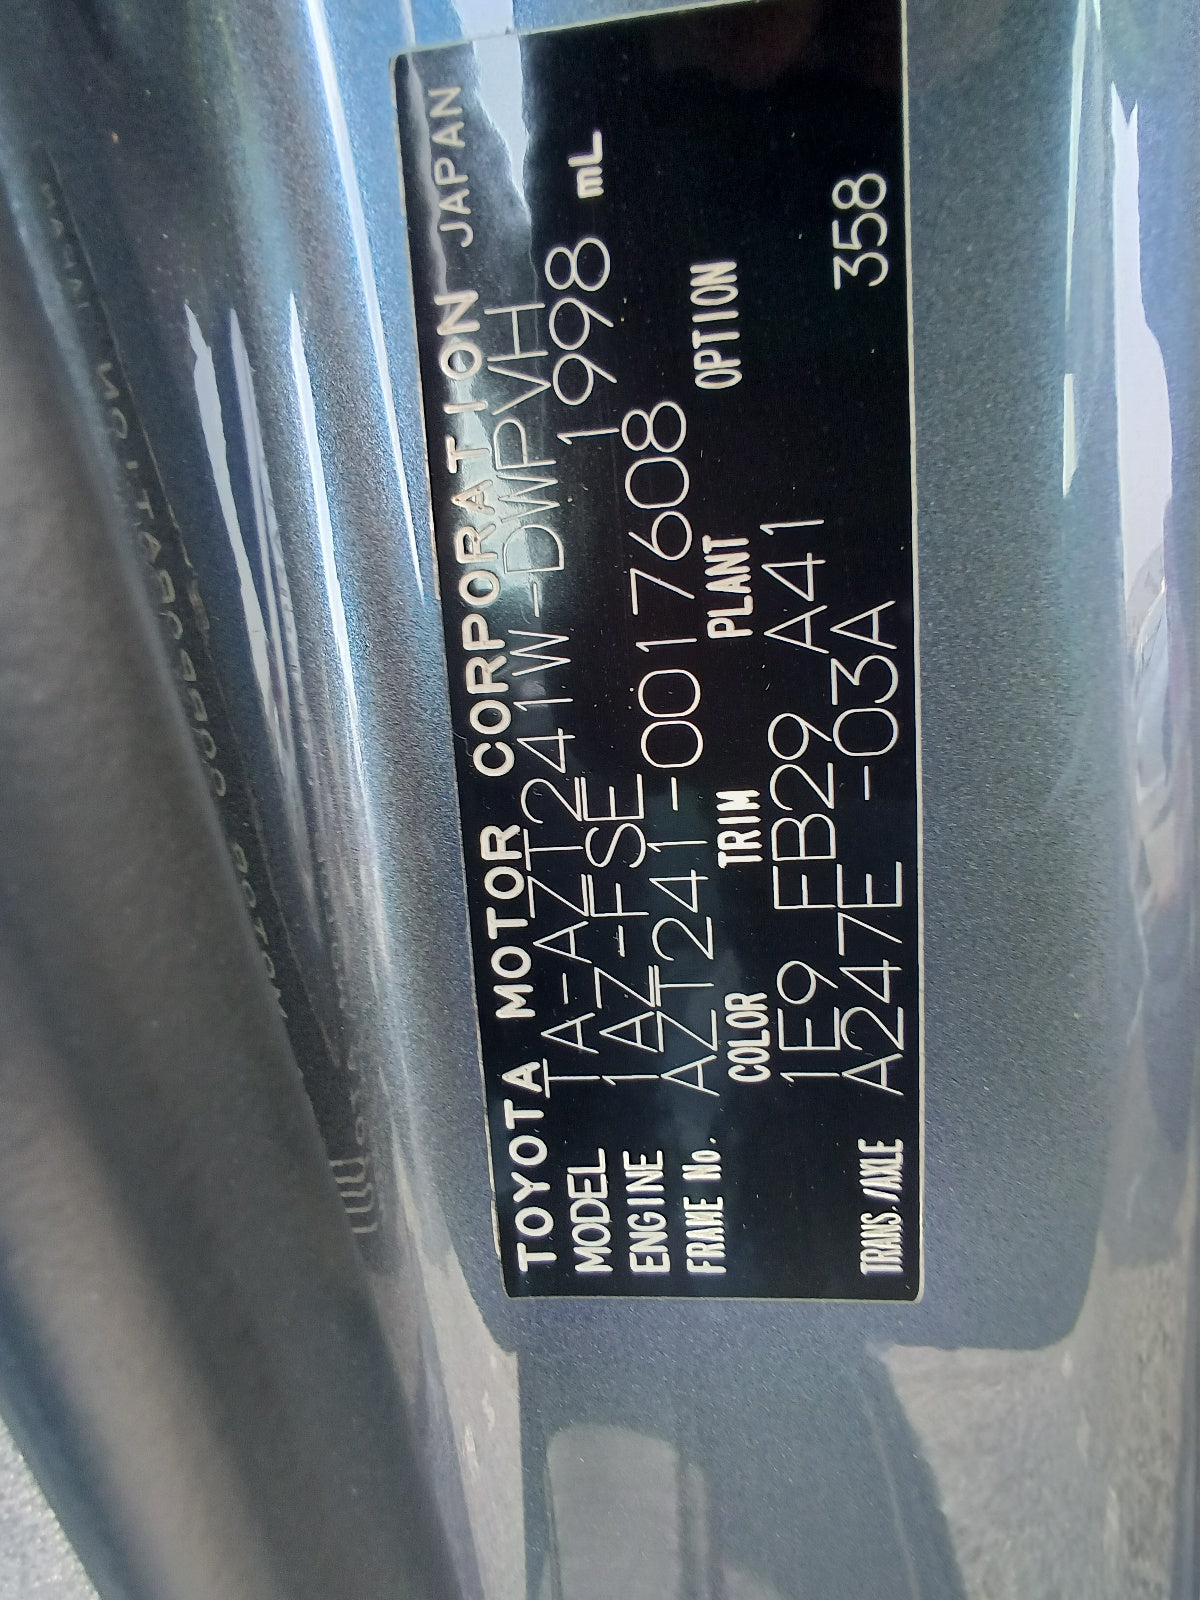 TOYOTA MOTOR CORPORATION JAPAN
MODEL TA-AZT241W-DWPVH
ENGINE 1AZ-FSE 1998 mL
FRAME No. AZT241-0017608
COLOR TRIM PLANT OPTION
1E9 FB29 A41
TRANS./AXLE A247E -03A 358